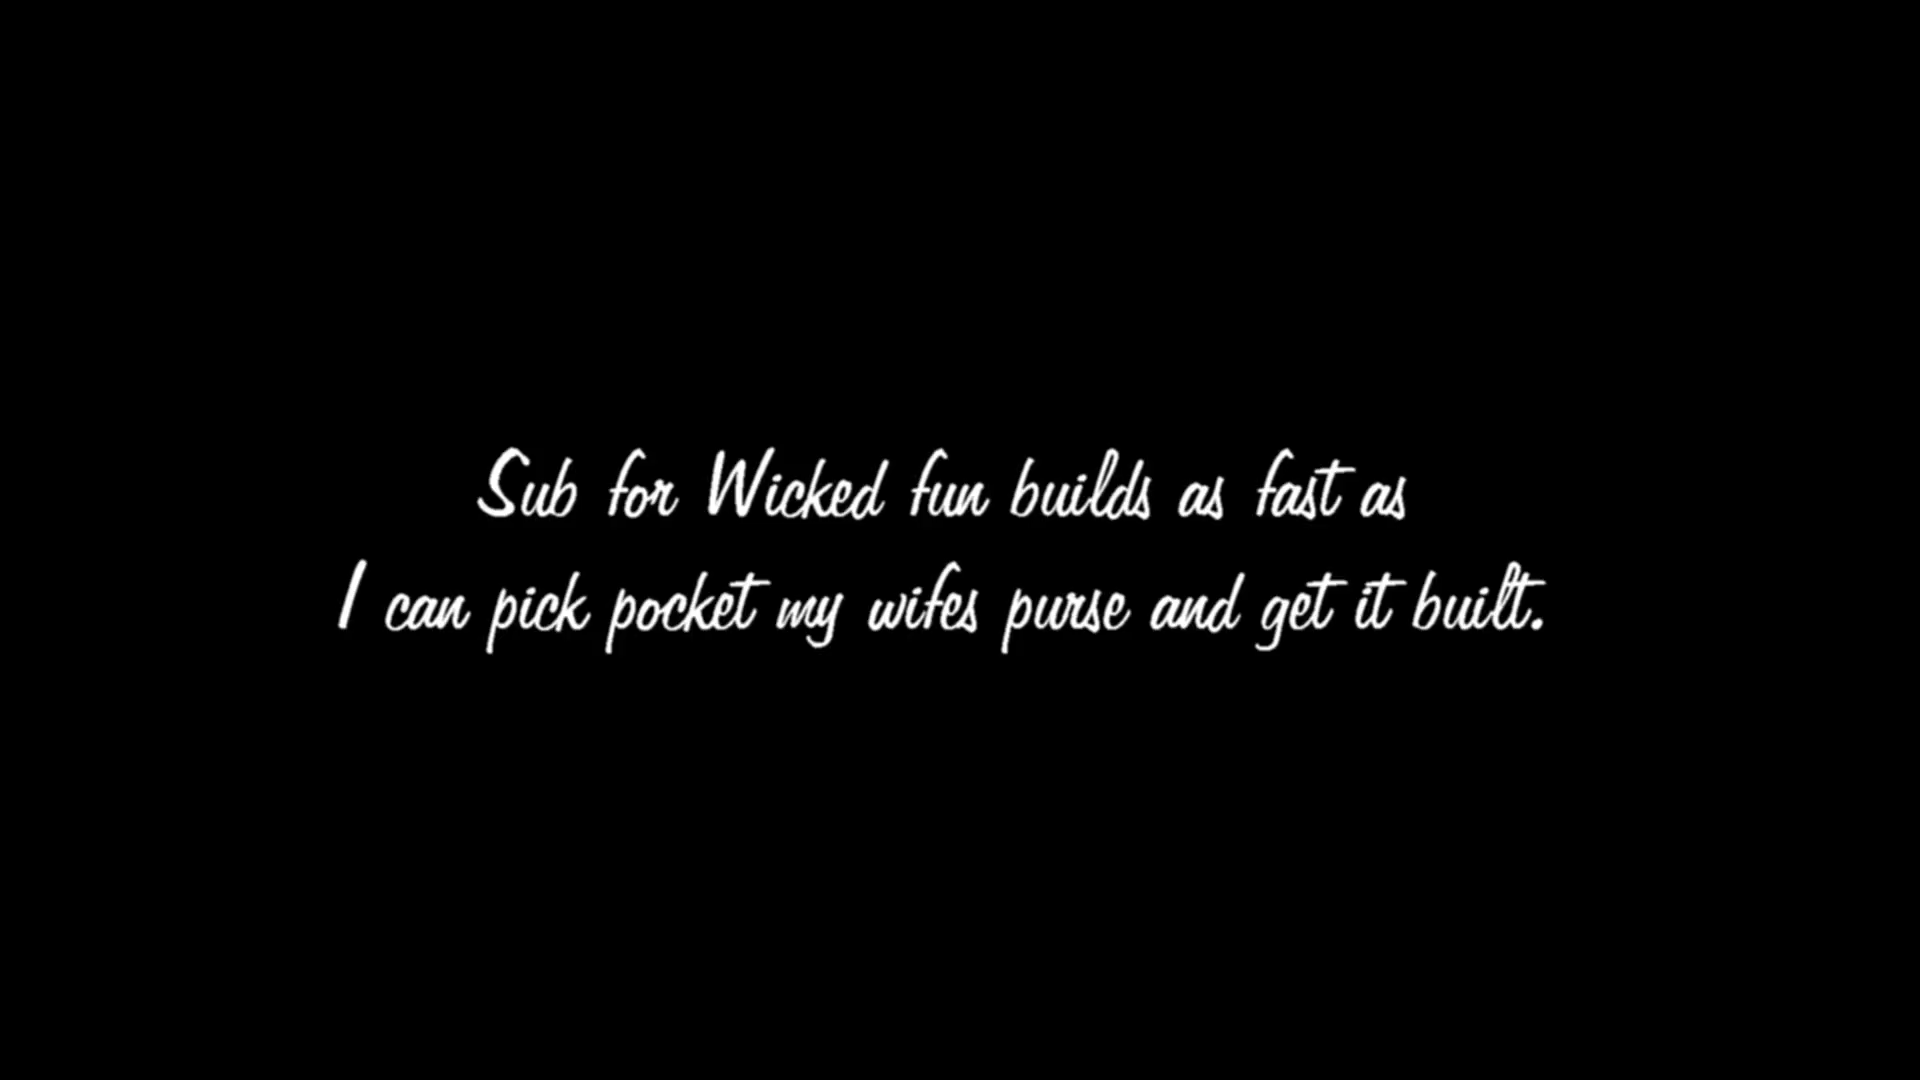 Sub for Wicked fun builds as fast as
I can pick pocket my wifes purse and get it built.